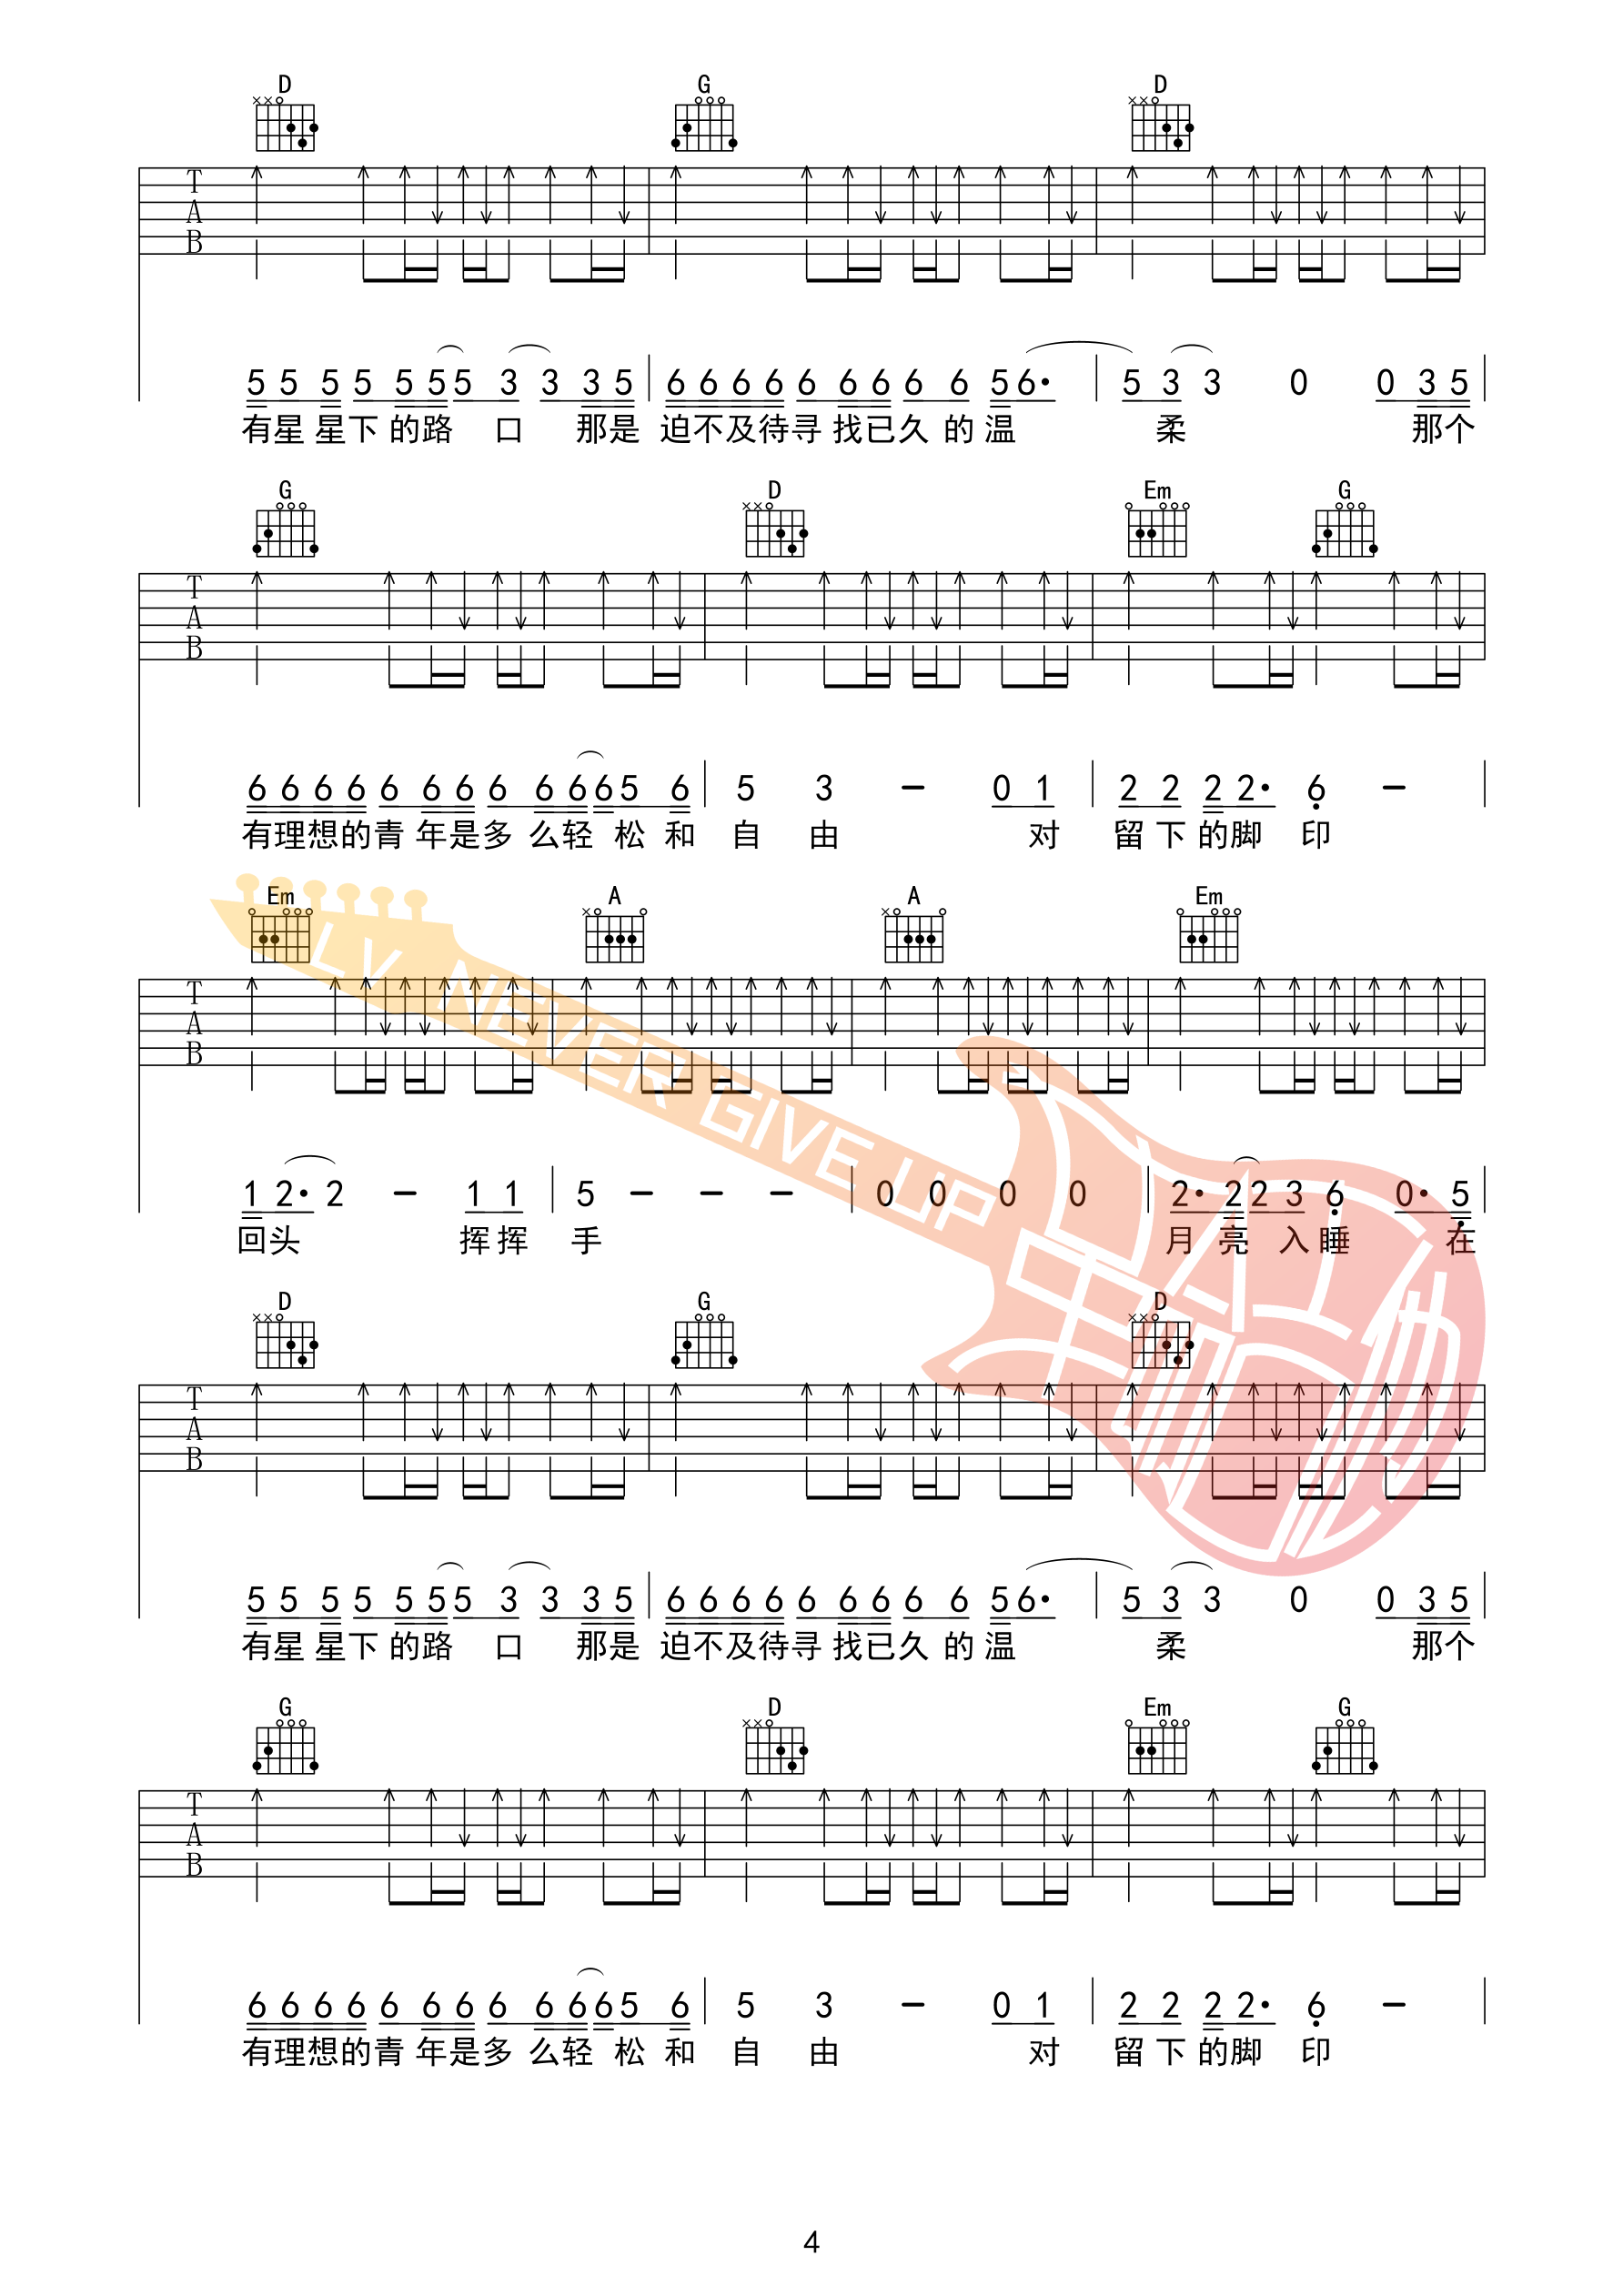 D G D
T
A
B
5 5 5 5 5 5 5 3 3 3 5 6 6 6 6 6 6 6 6 6 5 6· 5 3 3 0 0 3 5
有星 星下 的路 口 那是 迫不及待寻 找已久 的 温 柔 那个
G D Em G
T
A
B
6 6 6 6 6 6 6 6 6 6 6 5 6 5 3 - 0 1 2 2 2 2· 6 -
有理想的青 年是多 么轻 松 和 自 由 对 留 下 的脚 印
Em A A Em
T
A
B
1 2· 2 - 1 1 5 - - - 0 0 0 0 2· 2 2 3 6 0· 5
回头 挥挥 手 月 亮 入睡 在
D G D
T
A
B
5 5 5 5 5 5 5 3 3 3 5 6 6 6 6 6 6 6 6 6 5 6· 5 3 3 0 0 3 5
有星 星下 的路 口 那是 迫不及待寻 找已久 的 温 柔 那个
G D Em G
T
A
B
6 6 6 6 6 6 6 6 6 6 6 5 6 5 3 - 0 1 2 2 2 2· 6 -
有理想的青 年是多 么轻 松 和 自 由 对 留 下 的脚 印
LV NEVER GIVE UP
4